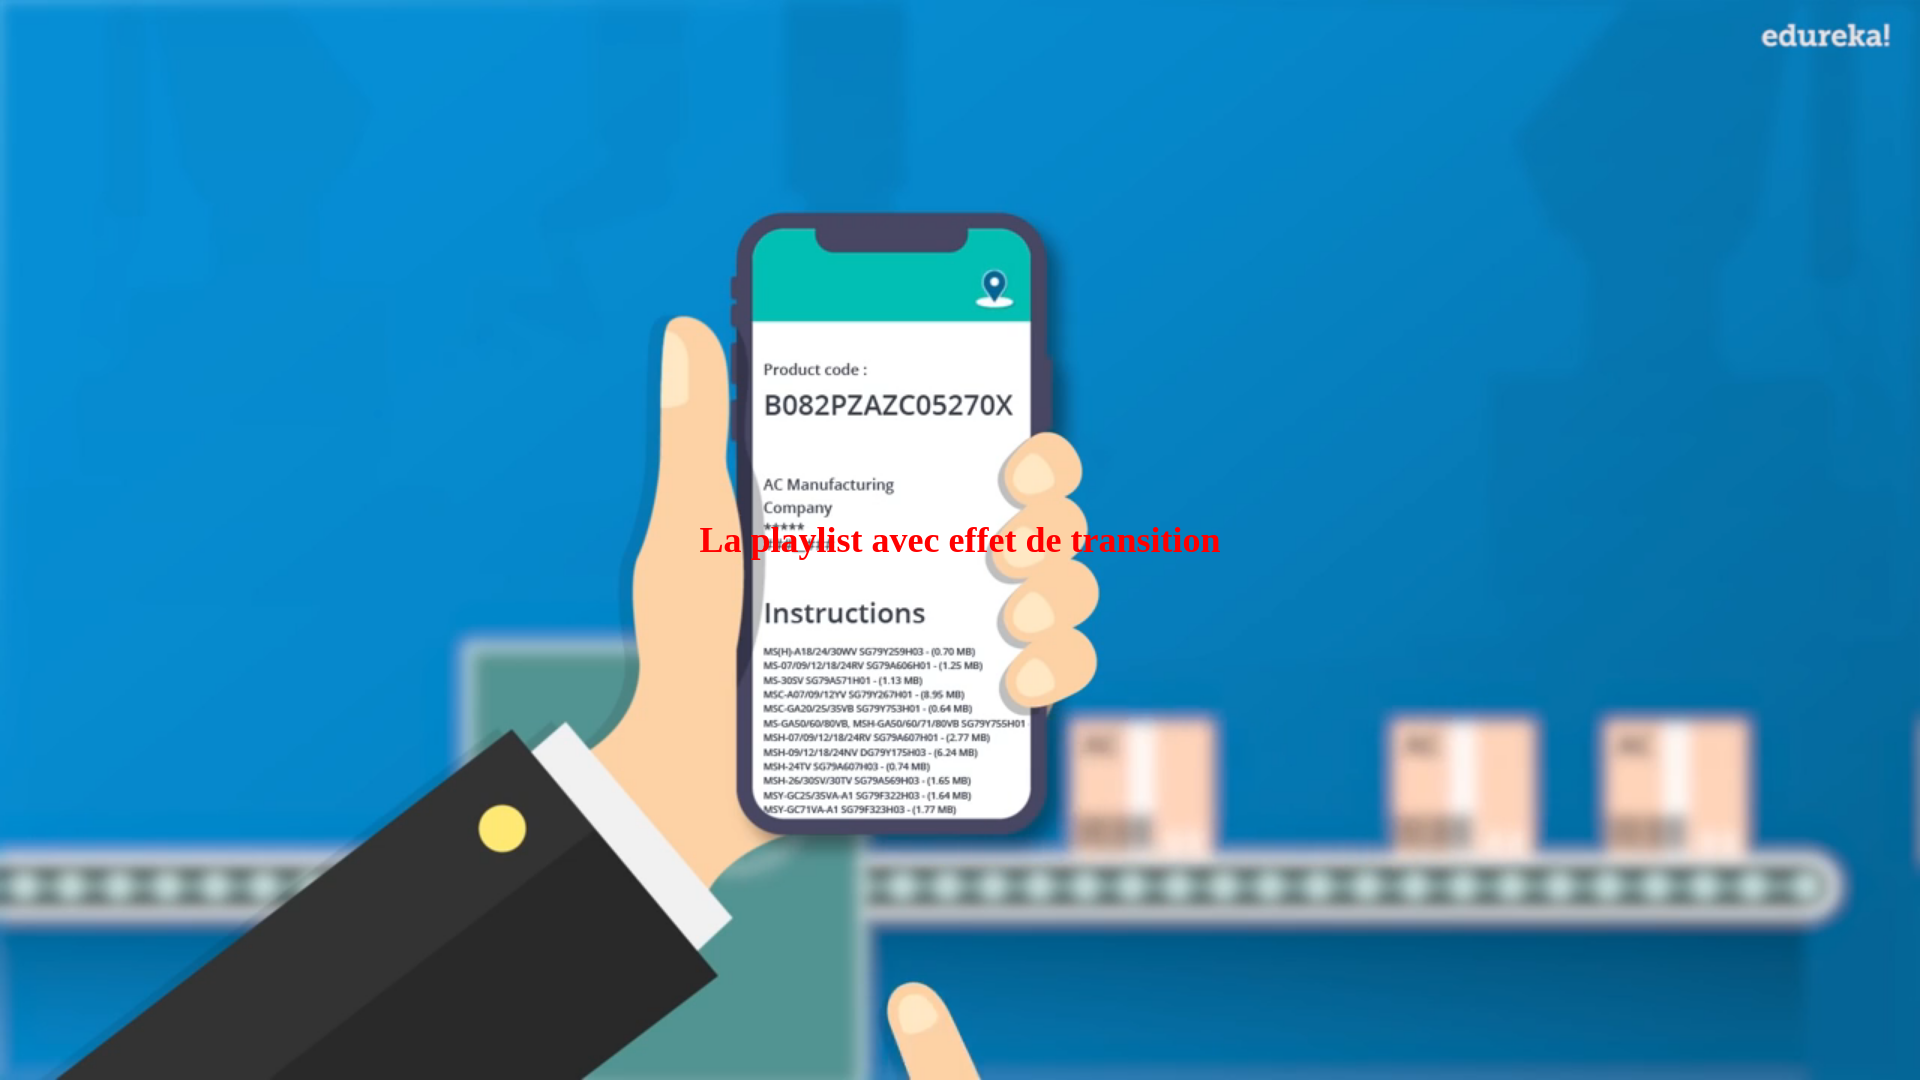 edureka!
Product code :
B082PZAZC05270X
AC Manufacturing
Company
*****
La playlist avec effet de transition
Instructions
MS(H)-A18/24/30WV SG79Y259H03 - (0.70 MB)
MS-07/09/12/18/24RV SG79A606H01 - (1.25 MB)
MS-30SV SG79A571H01 - (1.13 MB)
MSC-A07/09/12YV SG79Y267H01 - (8.95 MB)
MSC-GA20/25/35VB SG79Y753H01 - (0.64 MB)
MS-GA50/60/80VB, MSH-GA50/60/71/80VB SG79Y755H01 -
MSH-07/09/12/18/24RV SG79A607H01 - (2.77 MB)
MSH-09/12/18/24NV DG79Y175H03 - (6.24 MB)
MSH-24TV SG79A607H03 - (0.74 MB)
MSH-26/30SV/30TV SG79A569H03 - (1.65 MB)
MSY-GC25/35VA-A1 SG79F322H03 - (1.64 MB)
MSY-GC71VA-A1 SG79F323H03 - (1.77 MB)
AC
AC
AC